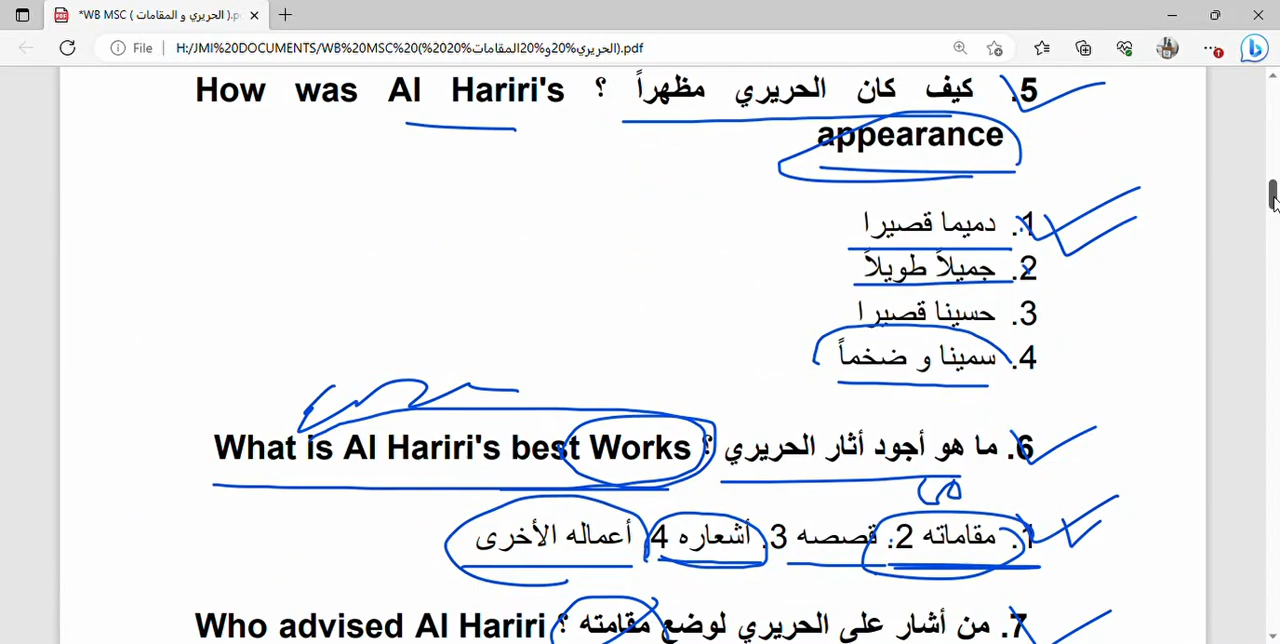 *WB MSC ( الحريري و المقامات ).p
File H:/JMI%20DOCUMENTS/WB%20MSC%20(%2020%الحريري%20و%20المقامات).pdf
5. كيف كان الحريري مظهراً ؟ How was Al Hariri's
appearance
1. دميما قصيرا
2. جميلاً طويلاً
3. حسينا قصيرا
4. سمينا و ضخماً
6. ما هو أجود أثار الحريري ؟ What is Al Hariri's best Works
1. مقاماته 2. قصصه 3. أشعاره 4 أعماله الأخرى
7. من أشار على الحريري لوضع مقامته ؟ Who advised Al Hariri